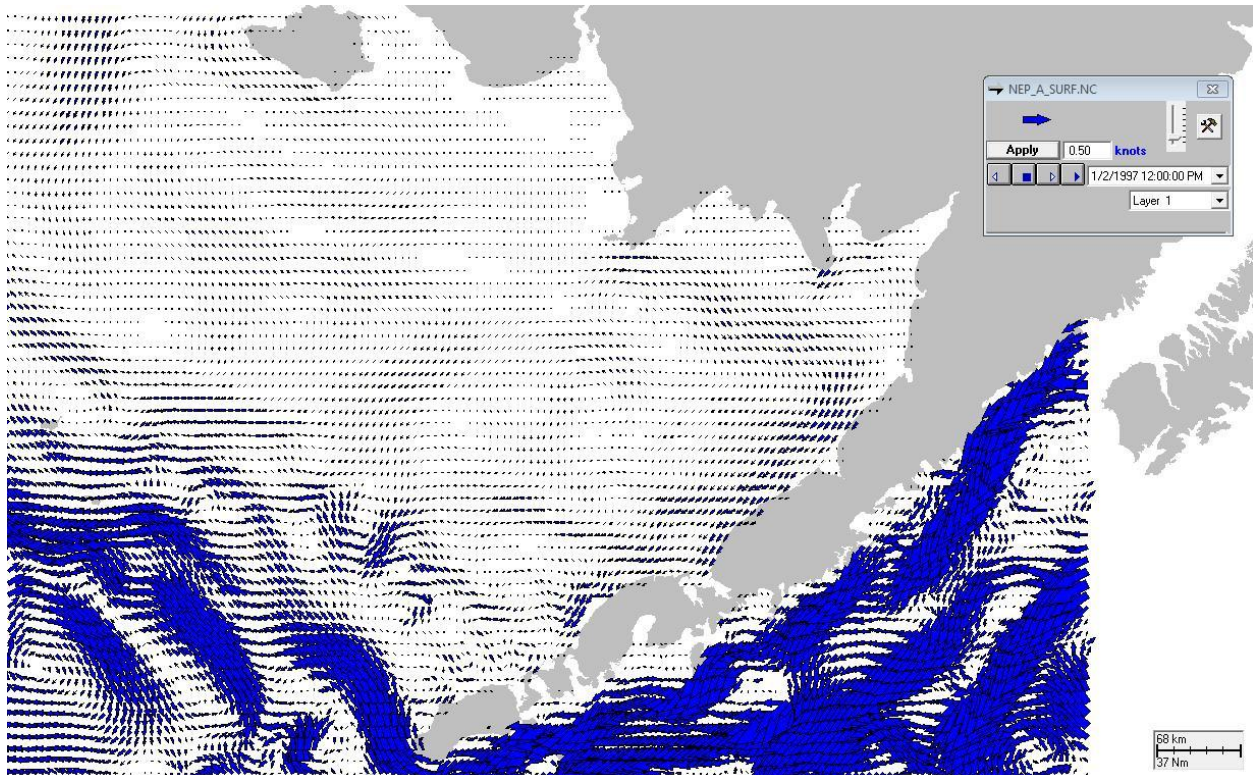 NEP_A_SURF.NC
Apply 0.50 knots
1/2/1997 12:00:00 PM
Layer 1
68 km
37 Nm